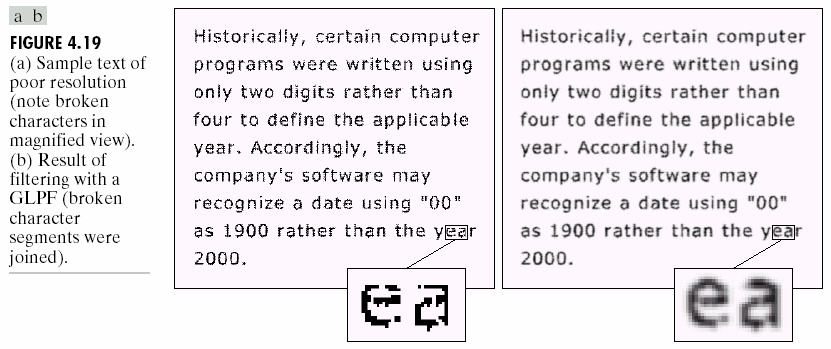 a b
FIGURE 4.19
(a) Sample text of
poor resolution
(note broken
characters in
magnified view).
(b) Result of
filtering with a
GLPF (broken
character
segments were
joined).
Historically, certain computer
programs were written using
only two digits rather than
four to define the applicable
year. Accordingly, the
company's software may
recognize a date using "00"
as 1900 rather than the year
2000.
ea
Historically, certain computer
programs were written using
only two digits rather than
four to define the applicable
year. Accordingly, the
company's software may
recognize a date using "00"
as 1900 rather than the year
2000.
ea